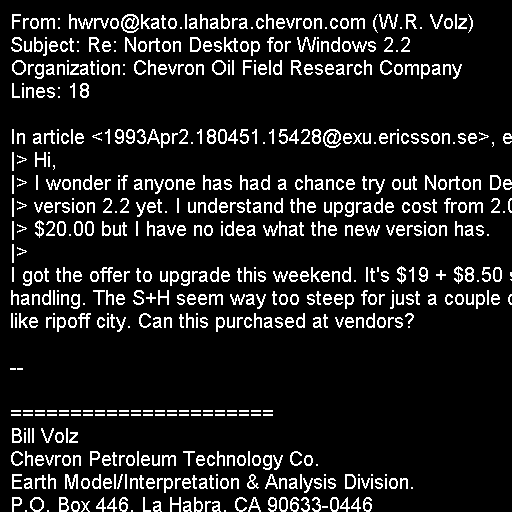 From: hwrvo@kato.lahabra.chevron.com (W.R. Volz)
Subject: Re: Norton Desktop for Windows 2.2
Organization: Chevron Oil Field Research Company
Lines: 18
In article <1993Apr2.180451.15428@exu.ericsson.se>, e
|> Hi,
|> I wonder if anyone has had a chance try out Norton De
|> version 2.2 yet. I understand the upgrade cost from 2.0
|> $20.00 but I have no idea what the new version has.
|>
I got the offer to upgrade this weekend. It's $19 + $8.50 s
handling. The S+H seem way too steep for just a couple o
like ripoff city. Can this purchased at vendors?
--
======================
Bill Volz
Chevron Petroleum Technology Co.
Earth Model/Interpretation & Analysis Division.
P.O. Box 446, La Habra, CA 90633-0446